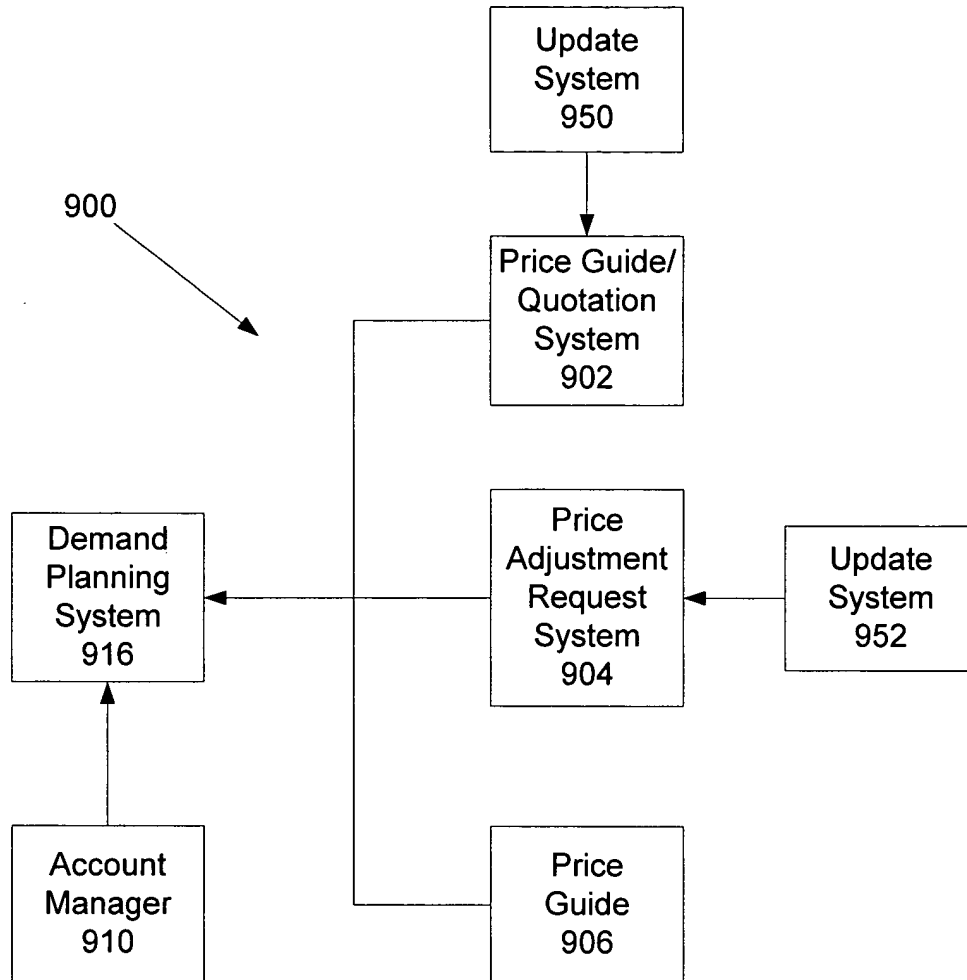 Update
System
950
900
Price Guide/
Quotation
System
902
Demand
Planning
System
916
Price
Adjustment
Request
System
904
Update
System
952
Account
Manager
910
Price
Guide
906